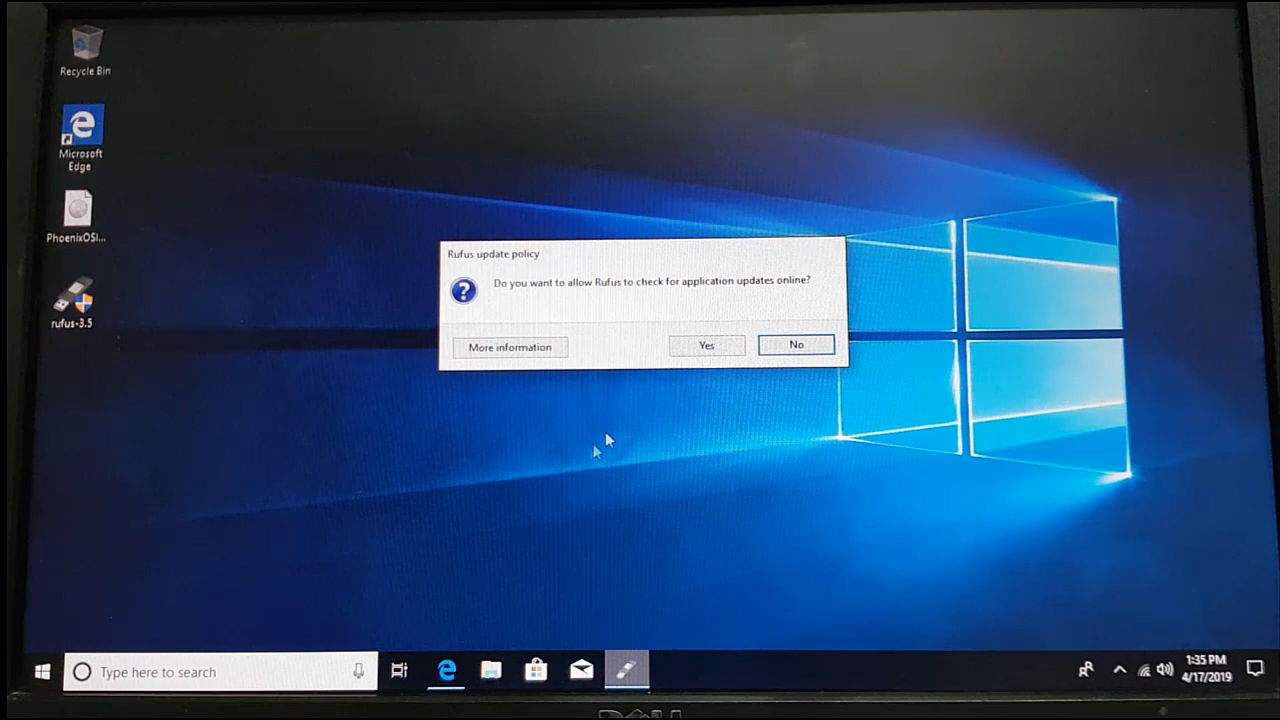 Recycle Bin
Microsoft
Edge
PhoenixOSI...
rufus-3.5
Rufus update policy
Do you want to allow Rufus to check for application updates online?
More information
Yes
No
Type here to search
1:35 PM
4/17/2019
DELL